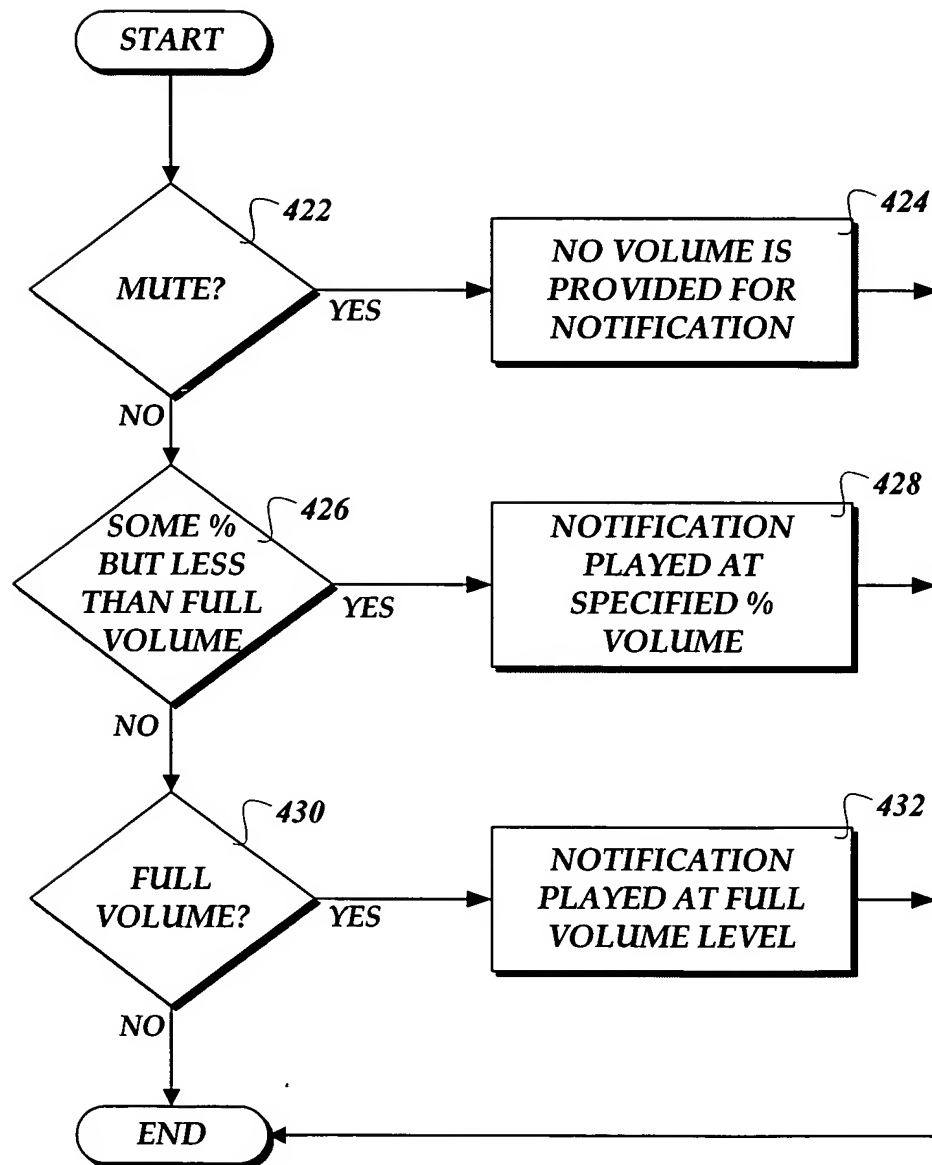 START
422
MUTE?
YES
NO
424
NO VOLUME IS
PROVIDED FOR
NOTIFICATION
426
SOME %
BUT LESS
THAN FULL
VOLUME
YES
NO
428
NOTIFICATION
PLAYED AT
SPECIFIED %
VOLUME
430
FULL
VOLUME?
YES
NO
432
NOTIFICATION
PLAYED AT FULL
VOLUME LEVEL
END